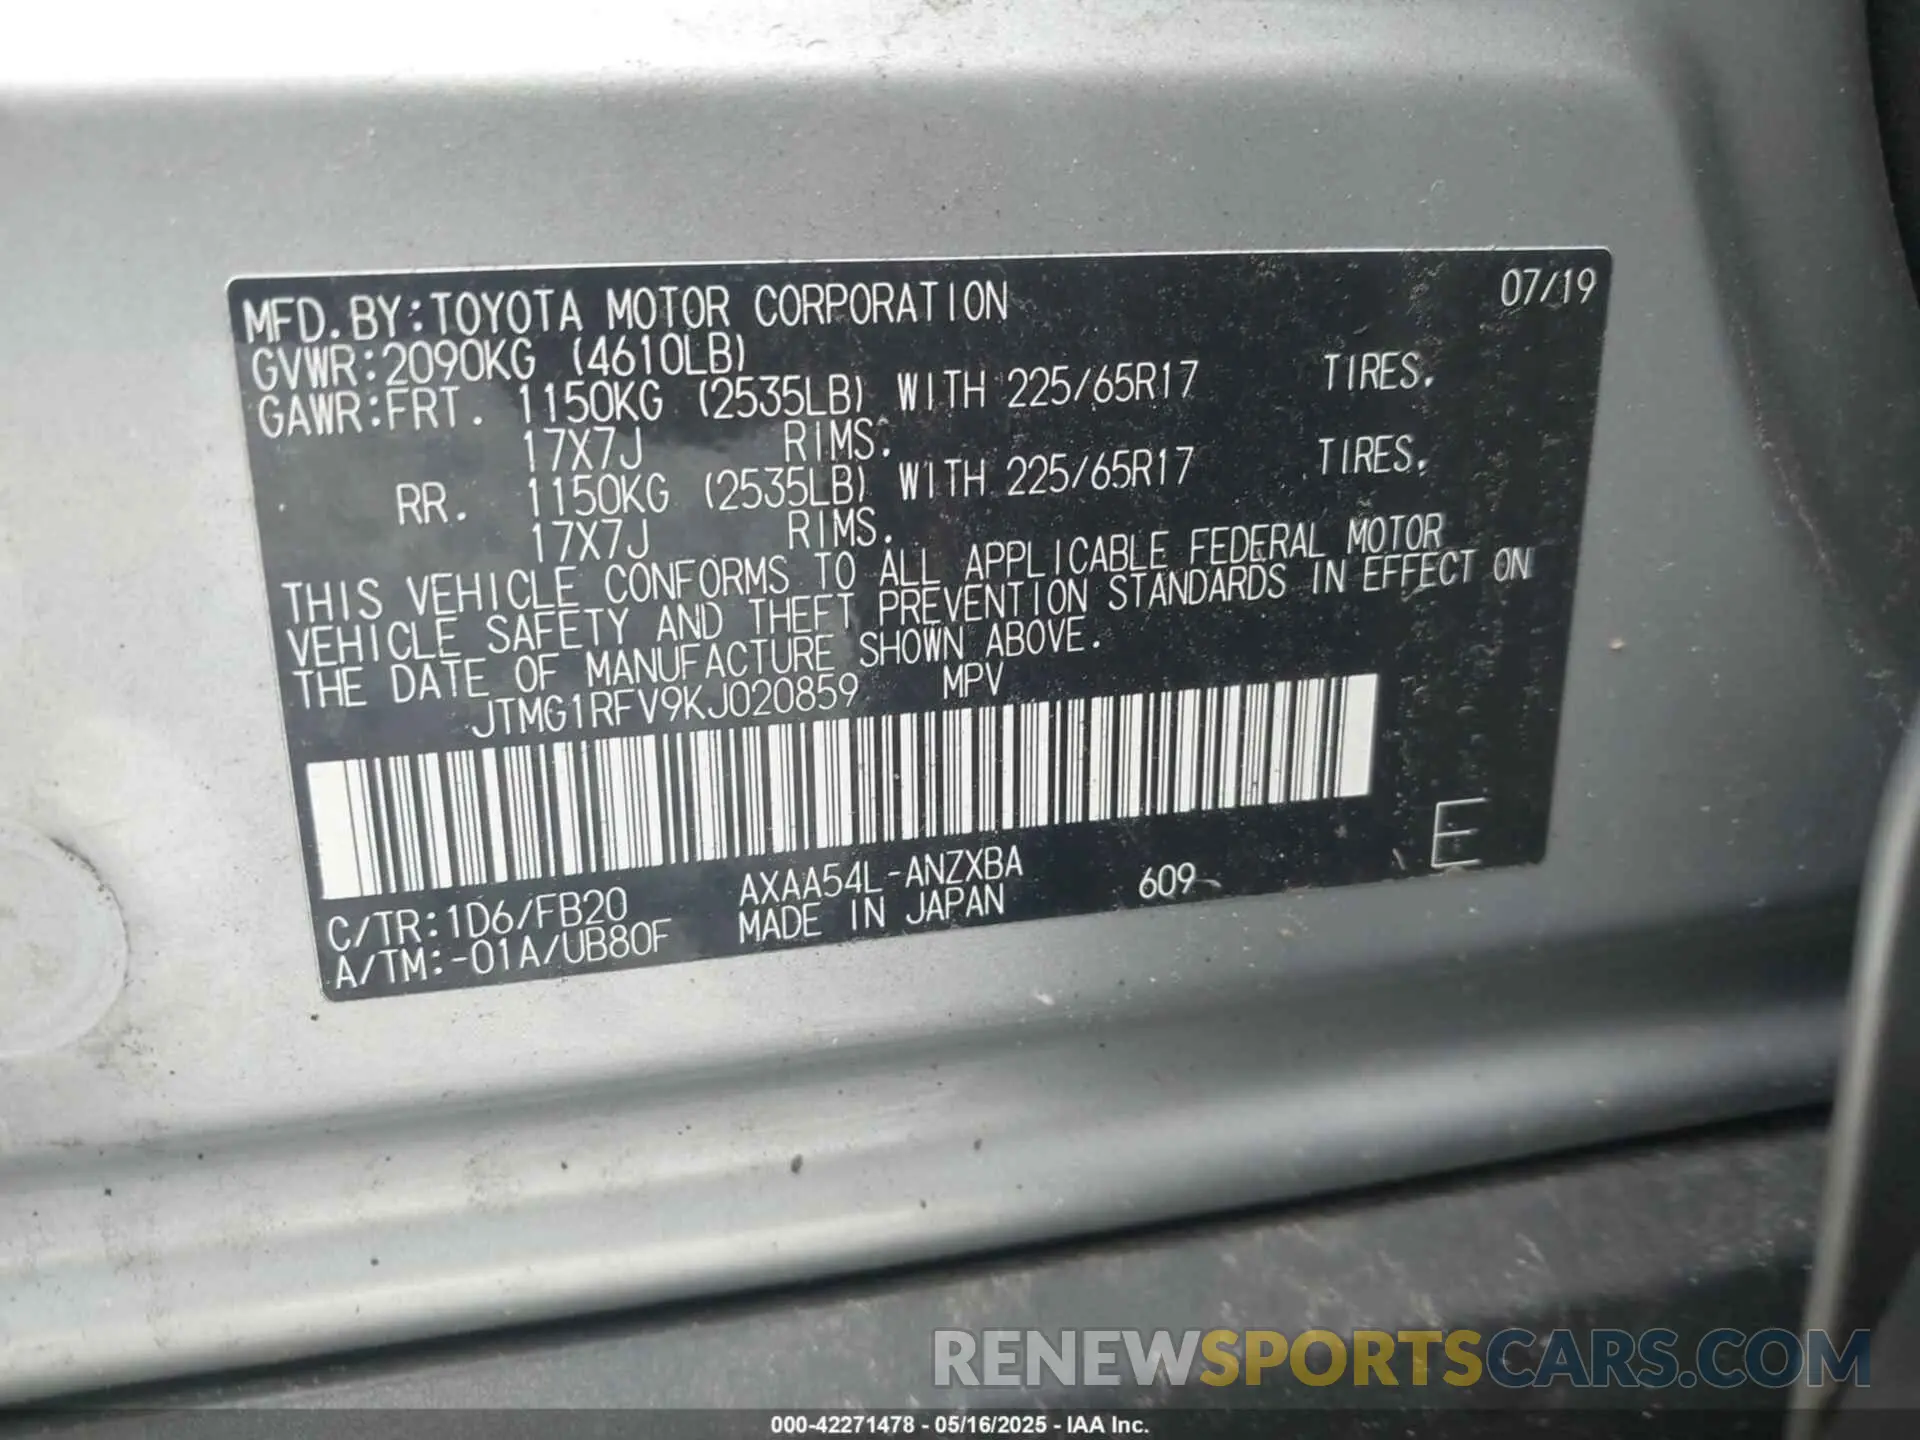 MFD. BY: TOYOTA MOTOR CORPORATION 07/19
GVWR: 2090KG (4610LB)
GAWR: FRT. 1150KG (2535LB) WITH 225/65R17 TIRES.
17X7J RIMS.
RR. 1150KG (2535LB) WITH 225/65R17 TIRES.
17X7J RIMS.
THIS VEHICLE CONFORMS TO ALL APPLICABLE FEDERAL MOTOR
VEHICLE SAFETY AND THEFT PREVENTION STANDARDS IN EFFECT ON
THE DATE OF MANUFACTURE SHOWN ABOVE.
JTMG1RFV9KJ020859 MPV
C/TR: 1D6/FB20 AXAA54L-ANZXBA 609 E
A/TM: -01A/UB80F MADE IN JAPAN
RENEWSPORTSCARS.COM
000-42271478 - 05/16/2025 - IAA Inc.